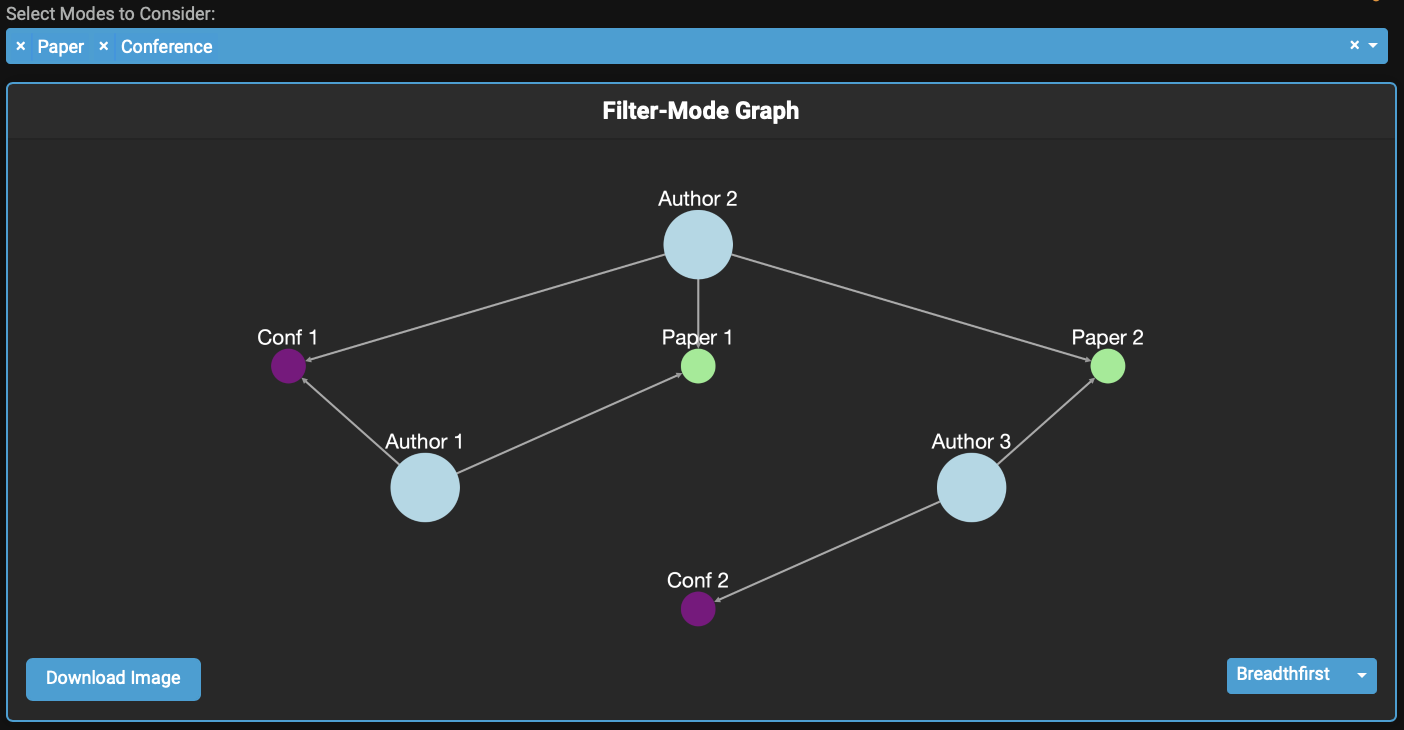 Select Modes to Consider:
× Paper × Conference ×
Filter-Mode Graph
Author 2
Conf 1
Paper 1
Paper 2
Author 1
Author 3
Conf 2
Download Image
Breadthfirst